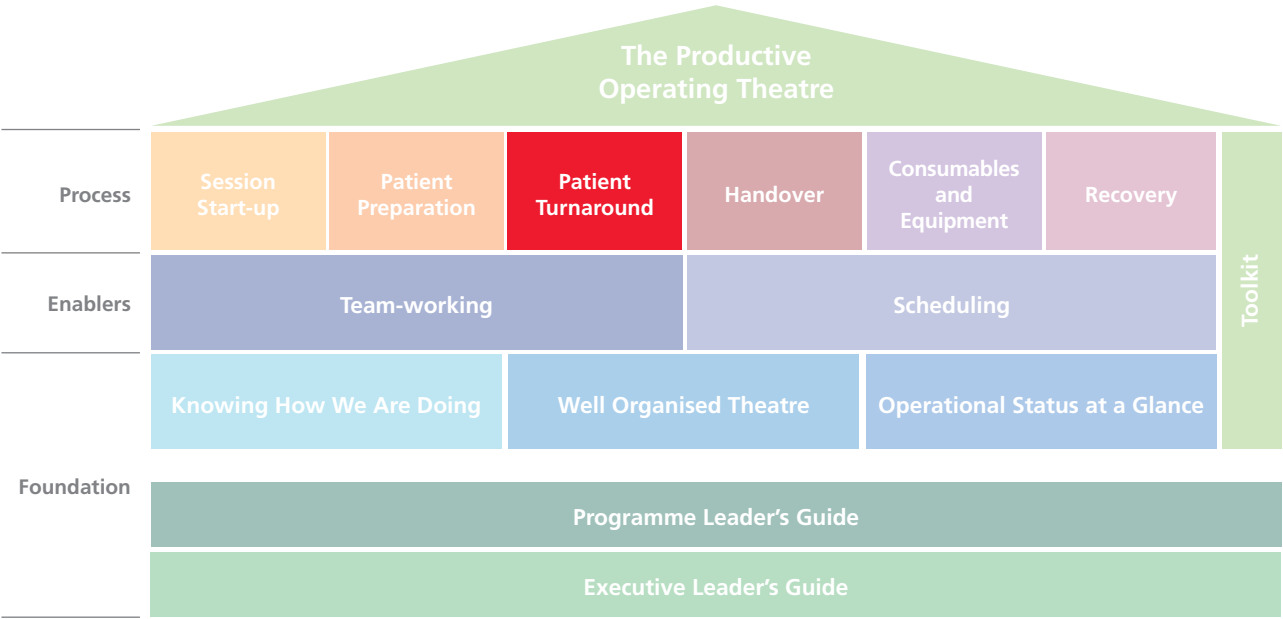 The Productive
Operating Theatre
Process
Session
Start-up
Patient
Preparation
Patient
Turnaround
Handover
Consumables
and
Equipment
Recovery
Toolkit
Enablers
Team-working
Scheduling
Knowing How We Are Doing
Well Organised Theatre
Operational Status at a Glance
Foundation
Programme Leader’s Guide
Executive Leader’s Guide